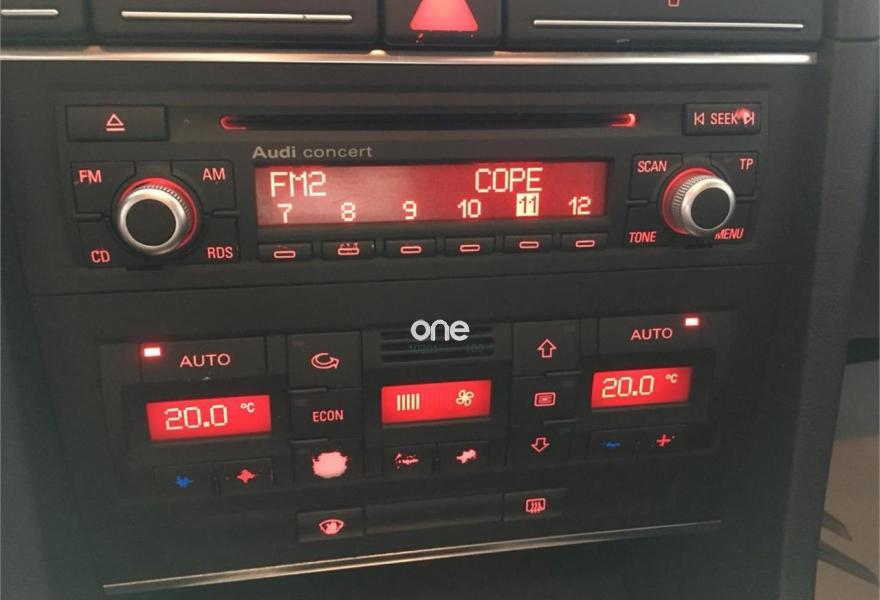 SEEK
Audi concert
FM AM
FM2 COPE
SCAN TP
7 8 9 10 11 12
CD RDS
TONE MENU
one
AUTO AUTO
20.0 °C
ECON
20.0 °C